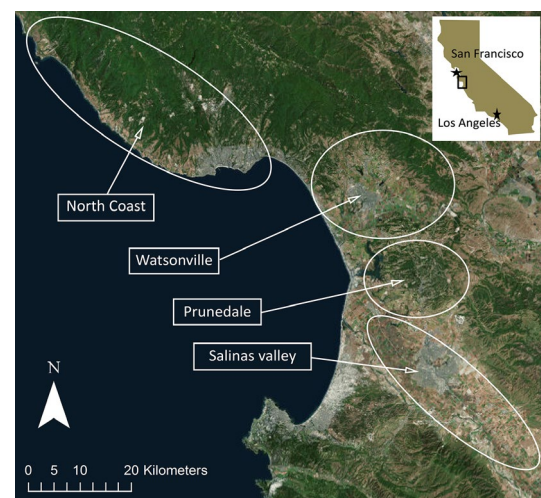 San Francisco
Los Angeles
North Coast
Watsonville
Prunedale
Salinas valley
N
0 5 10 20 Kilometers